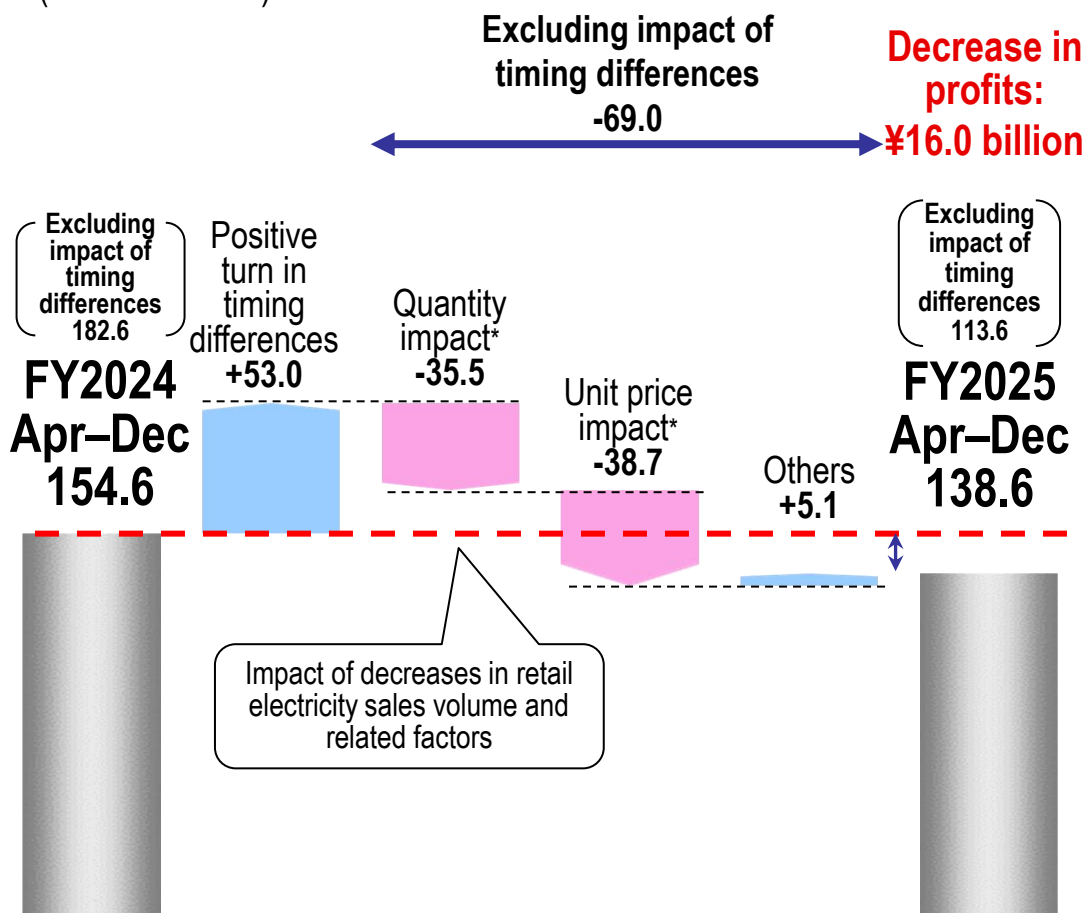 Excluding impact of
timing differences
-69.0
Decrease in
profits:
¥16.0 billion
Excluding
impact of
timing
differences
182.6
FY2024
Apr–Dec
154.6
Positive
turn in
timing
differences
+53.0
Quantity
impact*
-35.5
Unit price
impact*
-38.7
Others
+5.1
Excluding
impact of
timing
differences
113.6
FY2025
Apr–Dec
138.6
Impact of decreases in retail
electricity sales volume and
related factors